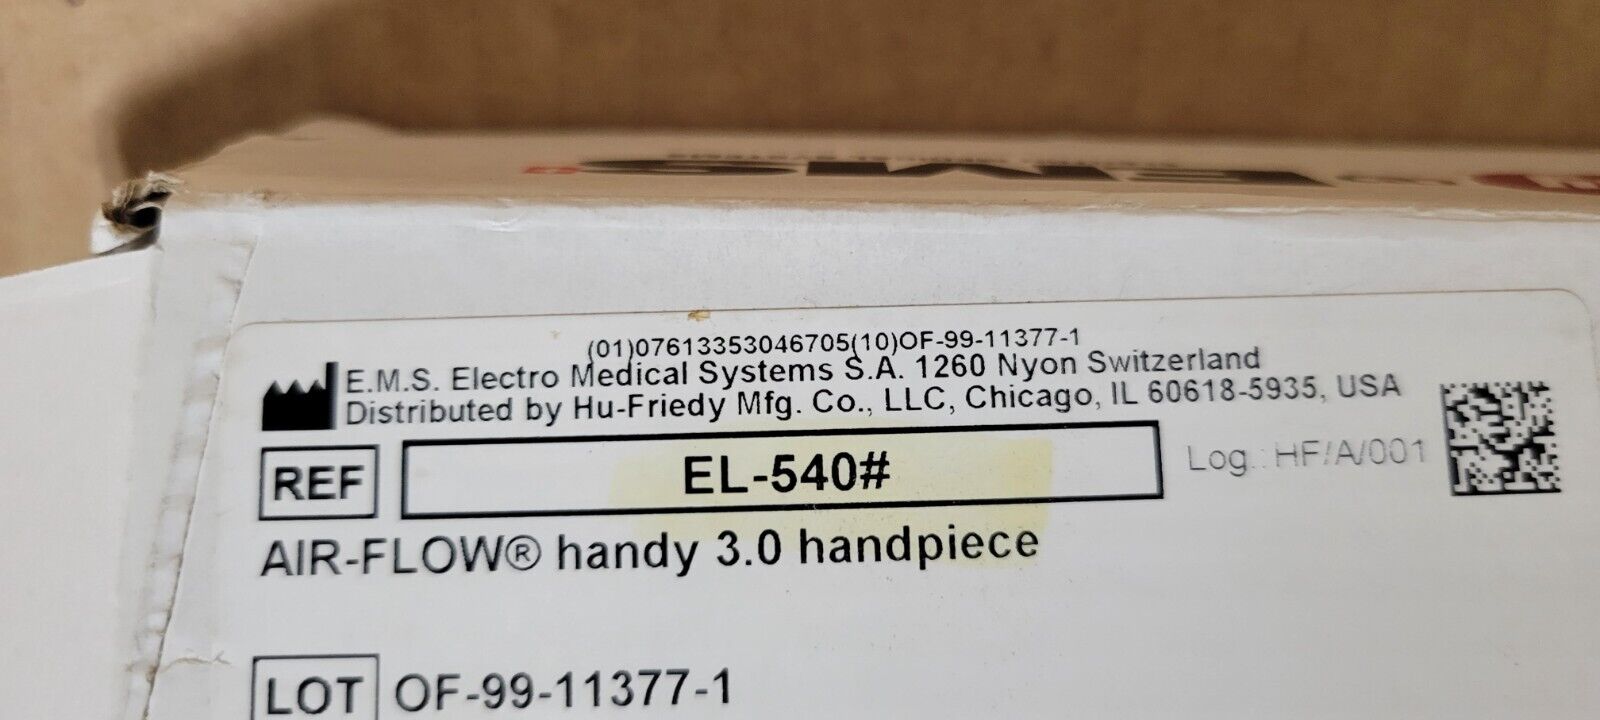 EMS
(01)07613353046705(10)OF-99-11377-1
E.M.S. Electro Medical Systems S.A. 1260 Nyon Switzerland
Distributed by Hu-Friedy Mfg. Co., LLC, Chicago, IL 60618-5935, USA
REF EL-540# Log.: HF/A/001
AIR-FLOW® handy 3.0 handpiece
LOT OF-99-11377-1